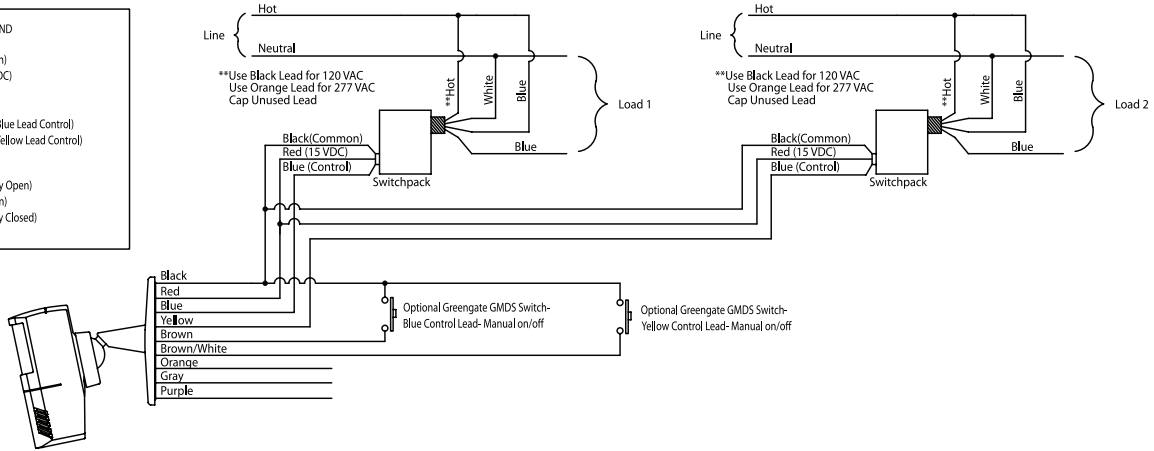 ND
n)
DC)
Blue Lead Control)
Yellow Lead Control)
y Open)
n)
y Closed)
Line
Hot
Neutral
**Use Black Lead for 120 VAC
Use Orange Lead for 277 VAC
Cap Unused Lead
**Hot
White
Blue
Load 1
Black(Common)
Red (15 VDC)
Blue (Control)
Switchpack
Blue
Line
Hot
Neutral
**Use Black Lead for 120 VAC
Use Orange Lead for 277 VAC
Cap Unused Lead
**Hot
White
Blue
Load 2
Black(Common)
Red (15 VDC)
Blue (Control)
Switchpack
Blue
Black
Red
Blue
Yellow
Brown
Brown/White
Orange
Gray
Purple
Optional Greengate GMDS Switch-
Blue Control Lead- Manual on/off
Optional Greengate GMDS Switch-
Yellow Control Lead- Manual on/off